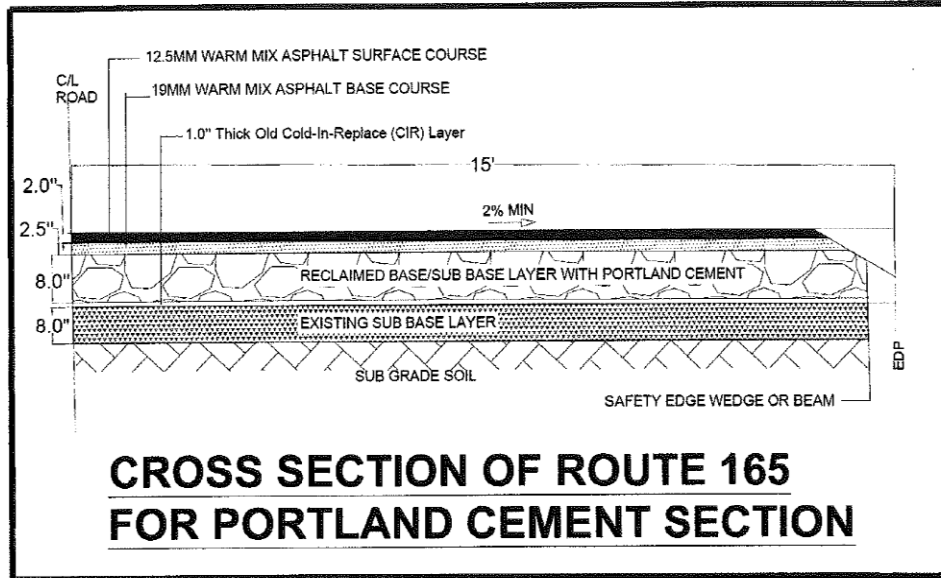 12.5MM WARM MIX ASPHALT SURFACE COURSE
C/L
ROAD
19MM WARM MIX ASPHALT BASE COURSE
1.0" Thick Old Cold-In-Replace (CIR) Layer
15'
2.0"
2% MIN
2.5"
8.0"
RECLAIMED BASE/SUB BASE LAYER WITH PORTLAND CEMENT
8.0"
EXISTING SUB BASE LAYER
SUB GRADE SOIL
EDP
SAFETY EDGE WEDGE OR BEAM
CROSS SECTION OF ROUTE 165
FOR PORTLAND CEMENT SECTION